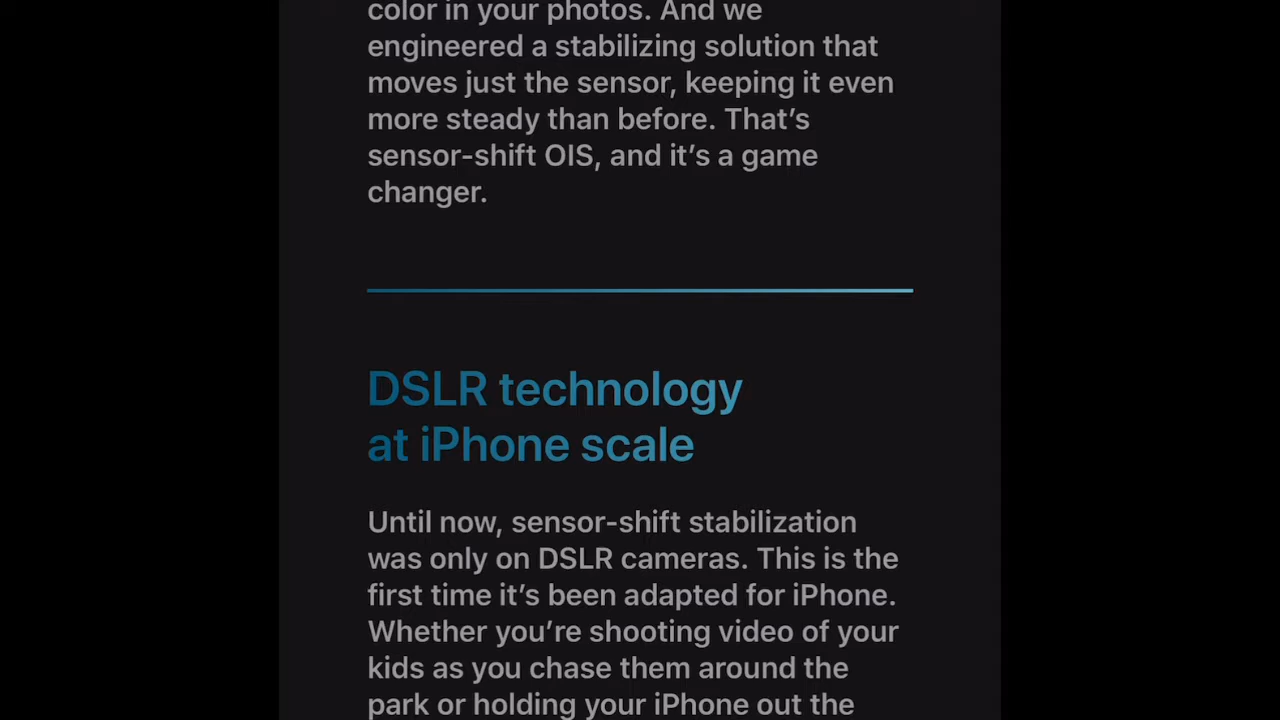 color in your photos. And we
engineered a stabilizing solution that
moves just the sensor, keeping it even
more steady than before. That’s
sensor-shift OIS, and it’s a game
changer.
DSLR technology
at iPhone scale
Until now, sensor-shift stabilization
was only on DSLR cameras. This is the
first time it’s been adapted for iPhone.
Whether you’re shooting video of your
kids as you chase them around the
park or holding your iPhone out the